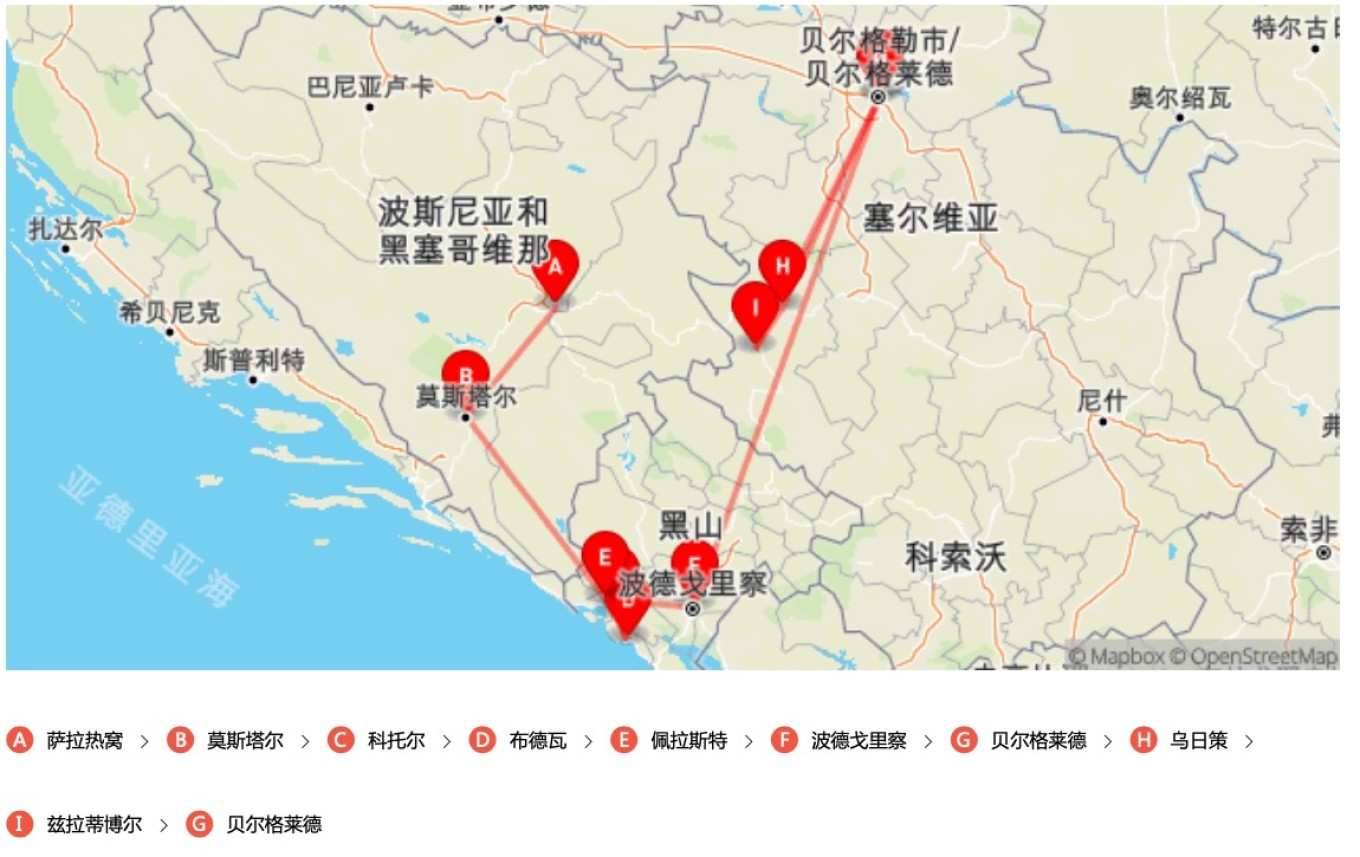 贝尔格勒市/
贝尔格莱德
巴尼亚卢卡
奥尔绍瓦
波斯尼亚和
黑塞哥维那
A
扎达尔
塞尔维亚
H
I
希贝尼克
斯普利特
B
莫斯塔尔
尼什
亚德里亚海
黑山
索非
科索沃
E
F
波德戈里察
© Mapbox © OpenStreetMap
A 萨拉热窝 > B 莫斯塔尔 > C 科托尔 > D 布德瓦 > E 佩拉斯特 > F 波德戈里察 > G 贝尔格莱德 > H 乌日策 >
I 兹拉蒂博尔 > G 贝尔格莱德